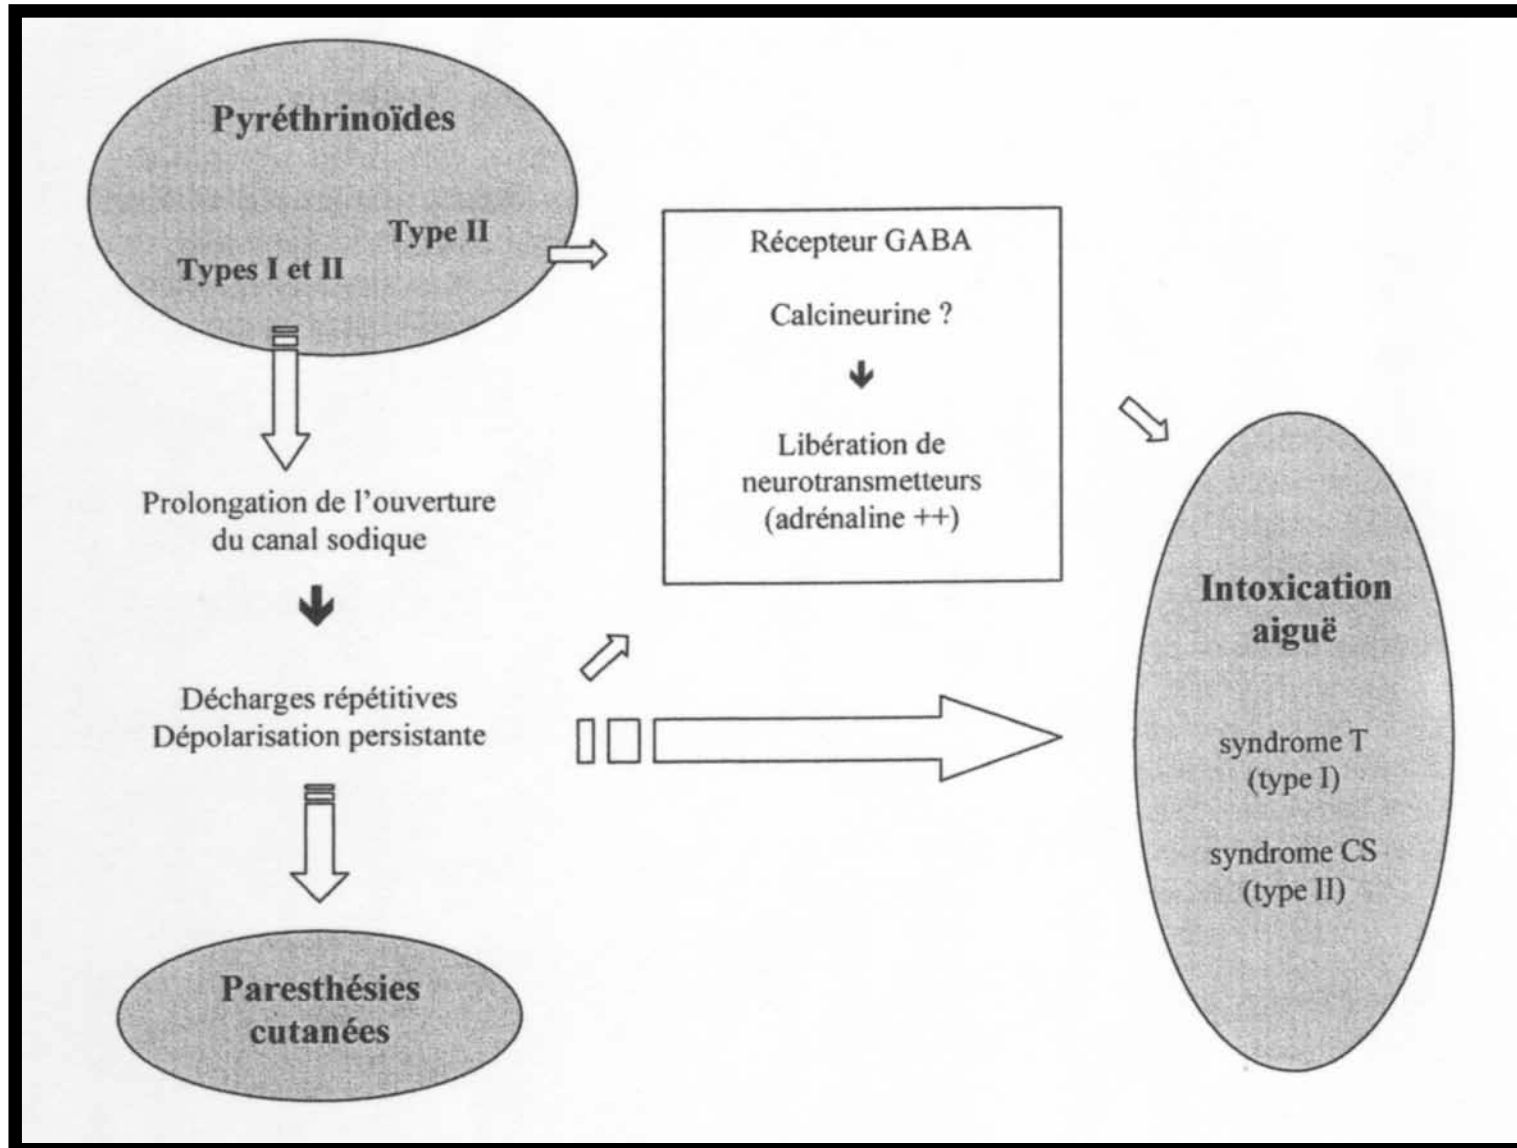 Pyréthrinoïdes
Type II
Types I et II
Récepteur GABA
Calcineurine ?
Libération de
neurotransmetteurs
(adrénaline ++)
Prolongation de l'ouverture
du canal sodique
Décharges répétitives
Dépolarisation persistante
Paresthésies
cutanées
Intoxication
aiguë
syndrome T
(type I)
syndrome CS
(type II)